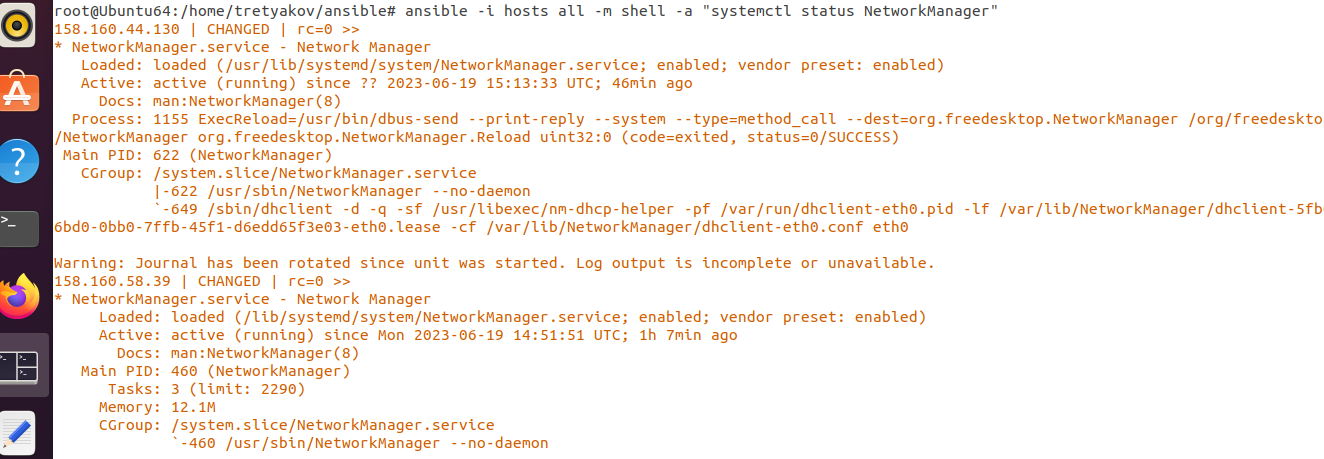 root@Ubuntu64:/home/tretyakov/ansible# ansible -i hosts all -m shell -a "systemctl status NetworkManager"
158.160.44.130 | CHANGED | rc=0 >>
* NetworkManager.service - Network Manager
   Loaded: loaded (/usr/lib/systemd/system/NetworkManager.service; enabled; vendor preset: enabled)
   Active: active (running) since ?? 2023-06-19 15:13:33 UTC; 46min ago
     Docs: man:NetworkManager(8)
  Process: 1155 ExecReload=/usr/bin/dbus-send --print-reply --system --type=method_call --dest=org.freedesktop.NetworkManager /org/freedeskto
/NetworkManager org.freedesktop.NetworkManager.Reload uint32:0 (code=exited, status=0/SUCCESS)
 Main PID: 622 (NetworkManager)
   CGroup: /system.slice/NetworkManager.service
           |-622 /usr/sbin/NetworkManager --no-daemon
           `-649 /sbin/dhclient -d -q -sf /usr/libexec/nm-dhcp-helper -pf /var/run/dhclient-eth0.pid -lf /var/lib/NetworkManager/dhclient-5fb
6bd0-0bb0-7ffb-45f1-d6edd65f3e03-eth0.lease -cf /var/lib/NetworkManager/dhclient-eth0.conf eth0

Warning: Journal has been rotated since unit was started. Log output is incomplete or unavailable.
158.160.58.39 | CHANGED | rc=0 >>
* NetworkManager.service - Network Manager
     Loaded: loaded (/lib/systemd/system/NetworkManager.service; enabled; vendor preset: enabled)
     Active: active (running) since Mon 2023-06-19 14:51:51 UTC; 1h 7min ago
       Docs: man:NetworkManager(8)
   Main PID: 460 (NetworkManager)
      Tasks: 3 (limit: 2290)
     Memory: 12.1M
     CGroup: /system.slice/NetworkManager.service
             `-460 /usr/sbin/NetworkManager --no-daemon